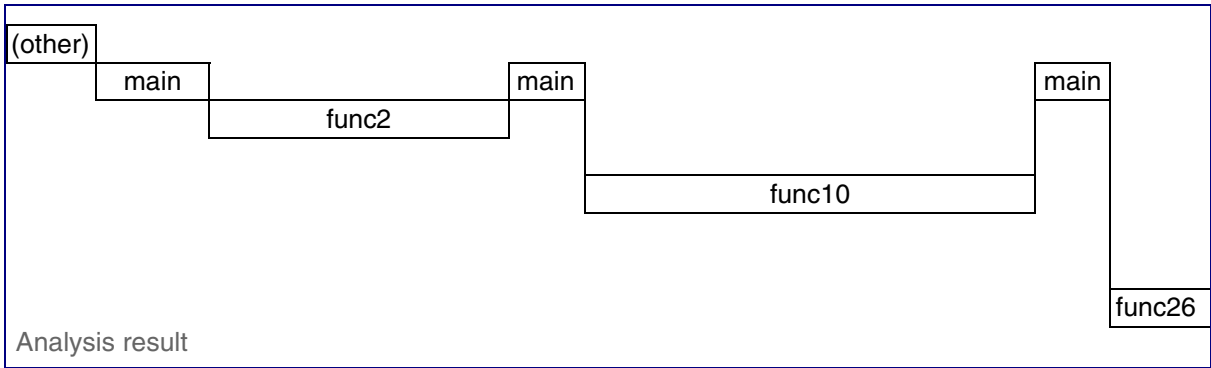 (other)
main
main
main
func2
func10
func26
Analysis result